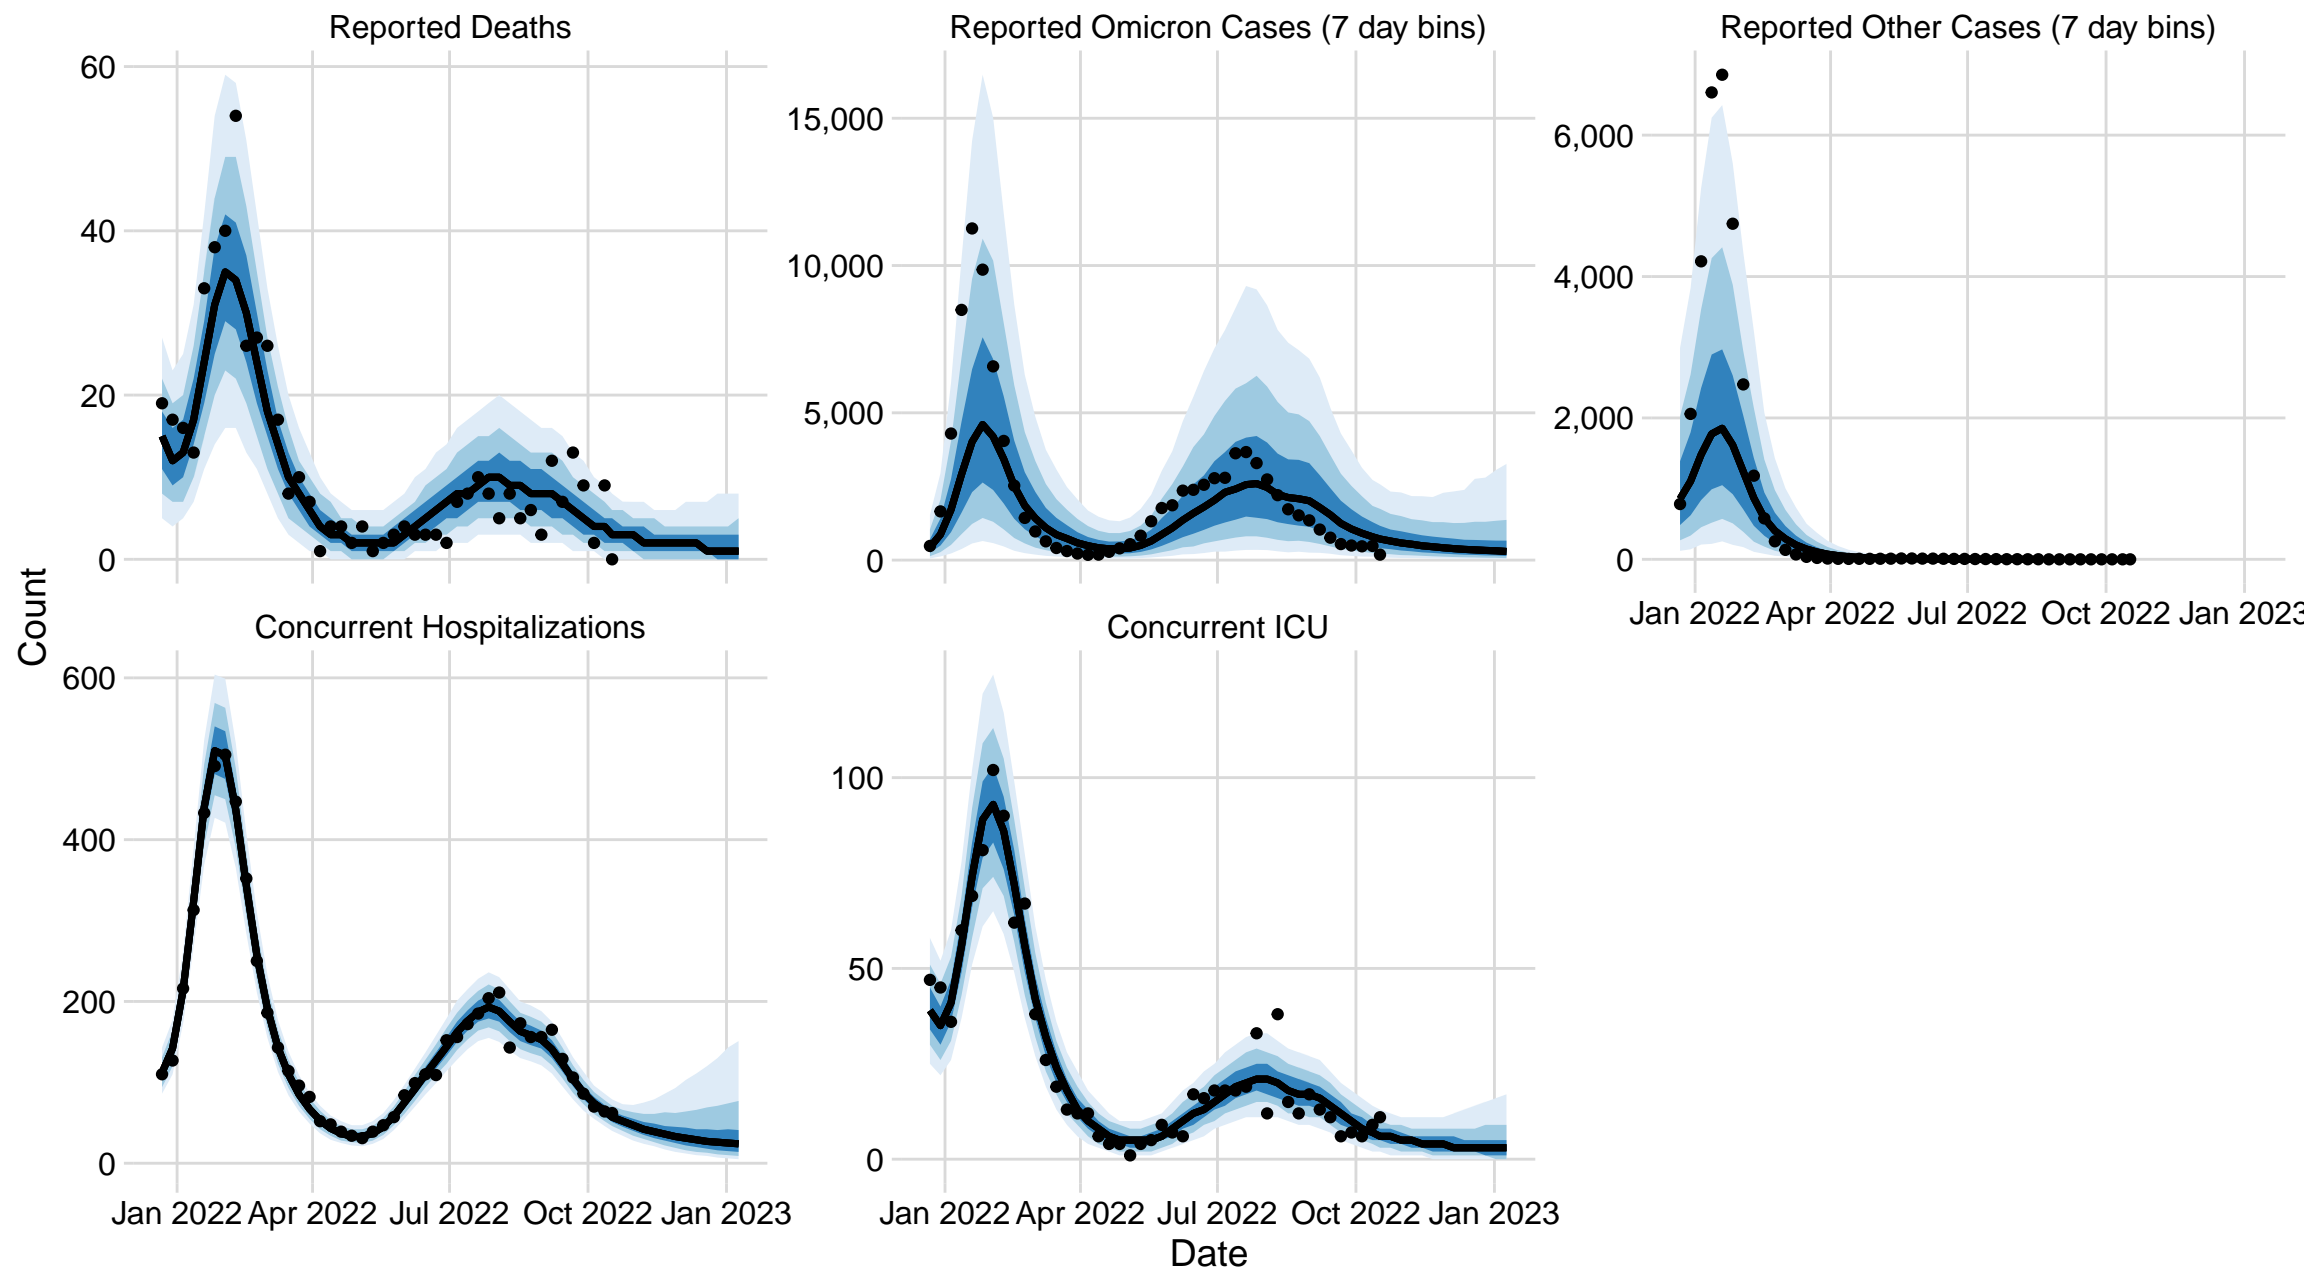 Reported Deaths
60
40
20
0
Reported Omicron Cases (7 day bins)
15,000
10,000
5,000
0
Reported Other Cases (7 day bins)
6,000
4,000
2,000
0
Jan 2022 Apr 2022 Jul 2022 Oct 2022 Jan 2023
Count
Concurrent Hospitalizations
600
400
200
0
Jan 2022 Apr 2022 Jul 2022 Oct 2022 Jan 2023
Concurrent ICU
100
50
0
Jan 2022 Apr 2022 Jul 2022 Oct 2022 Jan 2023
Date